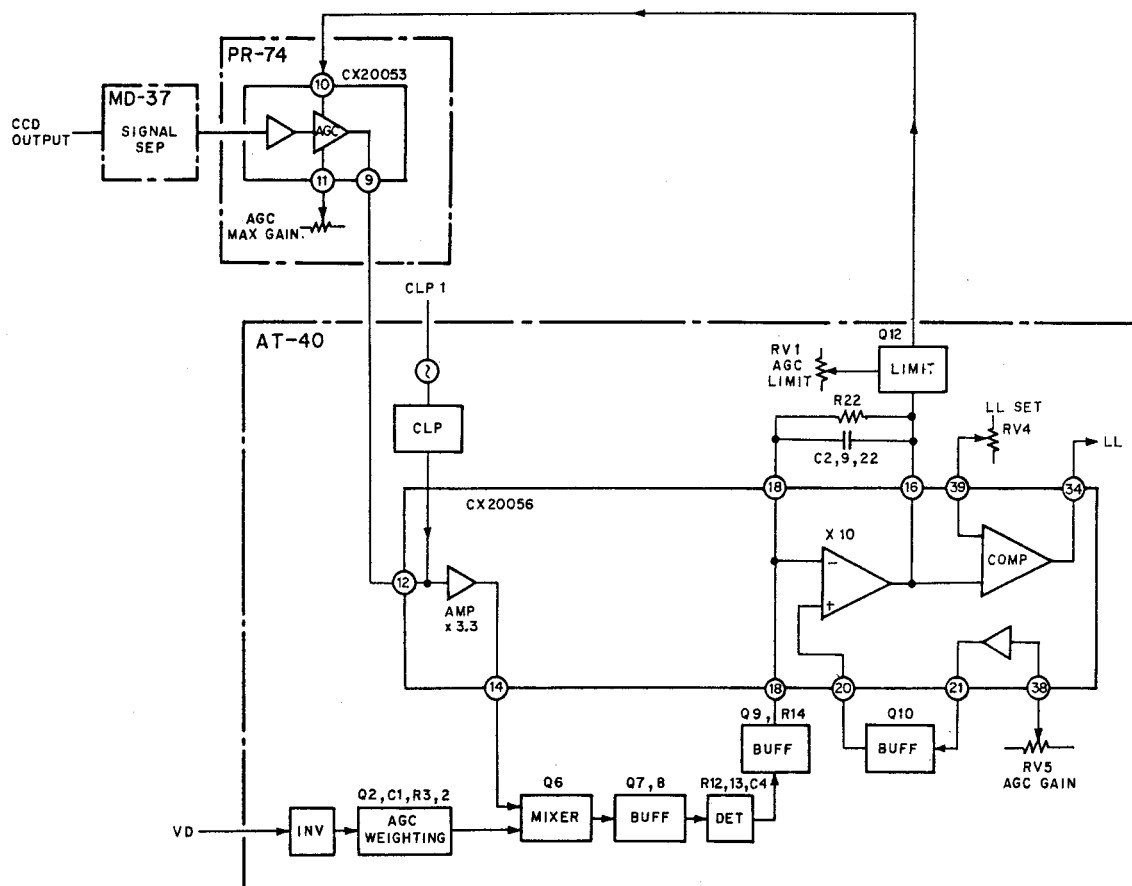 PR-74
10
CX20053
MD-37
CCD
OUTPUT
SIGNAL
SEP
AGC
11
9
AGC
MAX GAIN.
CLP 1
AT-40
Q12
RV1
AGC
LIMIT
LIMIT
R22
CLP
C2,9,22
LL SET
RV4
LL
CX20056
18
16
39
34
X 10
−
+
COMP
12
AMP
x 3.3
14
18
20
21
38
Q9, R14
BUFF
Q10
BUFF
RV5
AGC GAIN
Q2,C1,R3,2
Q6
Q7,8
R12,13,C4
VD
INV
AGC
WEIGHTING
MIXER
BUFF
DET